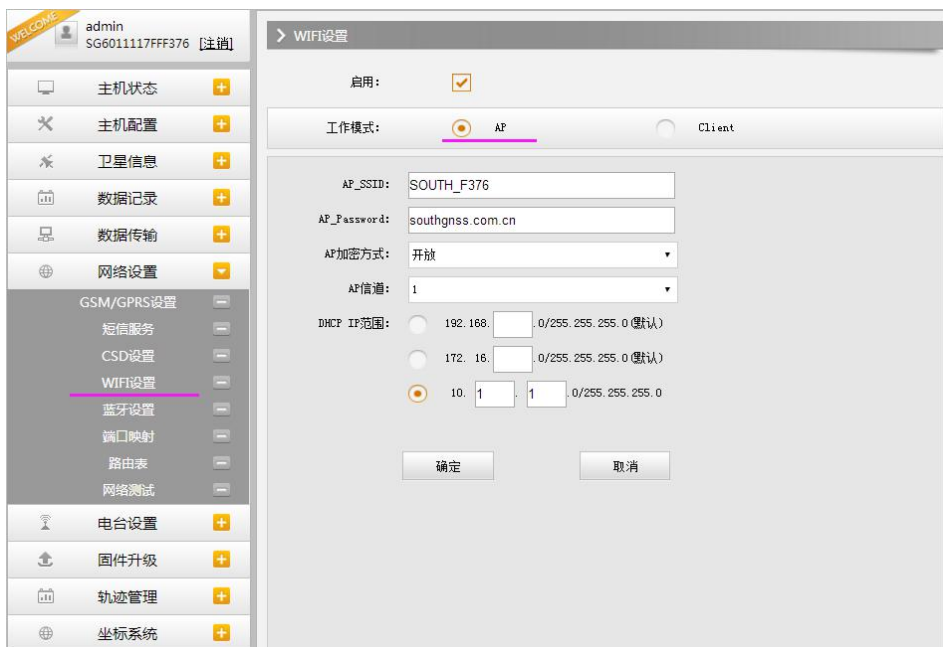 WELCOME
admin
SG6011117FFF376 [注销]
主机状态
主机配置
卫星信息
数据记录
数据传输
网络设置
GSM/GPRS设置
短信服务
CSD设置
WIFI设置
蓝牙设置
端口映射
路由表
网络测试
电台设置
固件升级
轨迹管理
坐标系统
WIFI设置
启用:
工作模式: AP Client
AP_SSID: SOUTH_F376
AP_Password: southgnss.com.cn
AP加密方式: 开放
AP信道: 1
DHCP IP范围: 192.168. .0/255.255.255.0(默认)
172. 16. .0/255.255.255.0(默认)
10. 1 . 1 .0/255.255.255.0
确定 取消